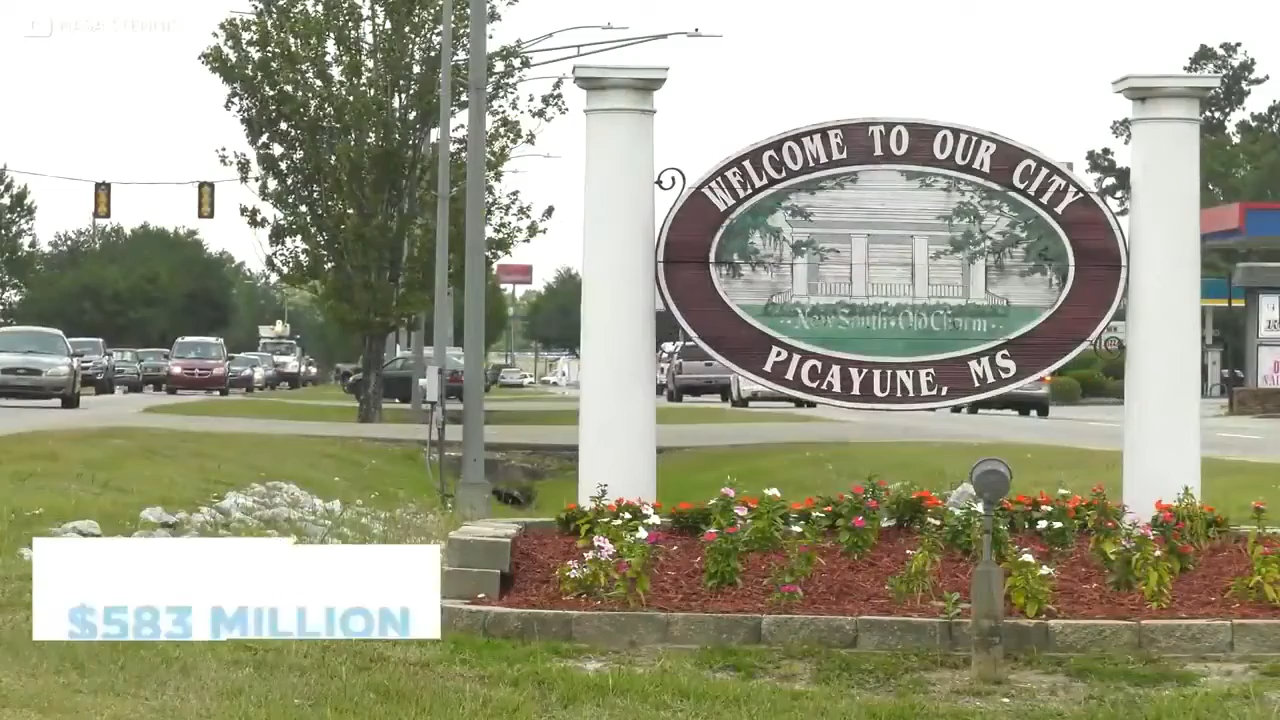 WELCOME TO OUR CITY
New South • Old Charm
PICAYUNE, MS
$583 MILLION